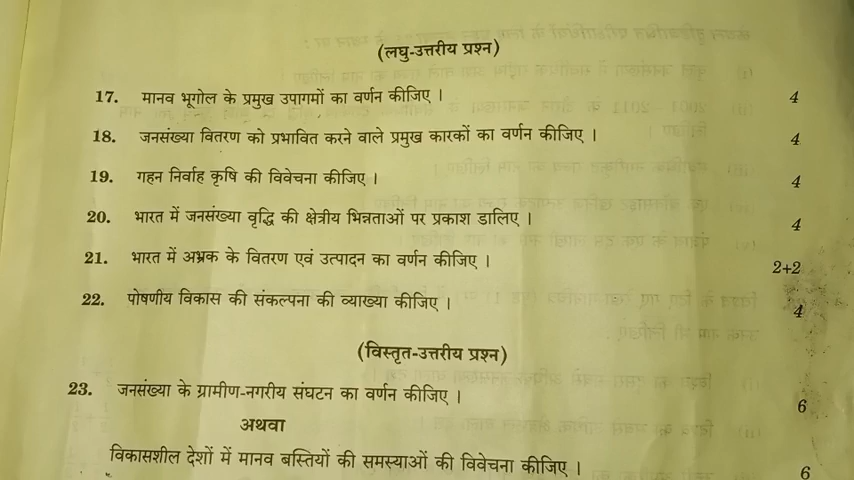 (लघु-उत्तरीय प्रश्न)
17. मानव भूगोल के प्रमुख उपागमों का वर्णन कीजिए । 4
18. जनसंख्या वितरण को प्रभावित करने वाले प्रमुख कारकों का वर्णन कीजिए । 4
19. गहन निर्वाह कृषि की विवेचना कीजिए । 4
20. भारत में जनसंख्या वृद्धि की क्षेत्रीय भिन्नताओं पर प्रकाश डालिए । 4
21. भारत में अभ्रक के वितरण एवं उत्पादन का वर्णन कीजिए । 2+2
22. पोषणीय विकास की संकल्पना की व्याख्या कीजिए । 4
(विस्तृत-उत्तरीय प्रश्न)
23. जनसंख्या के ग्रामीण-नगरीय संघटन का वर्णन कीजिए । 6
अथवा
विकासशील देशों में मानव बस्तियों की समस्याओं की विवेचना कीजिए । 6